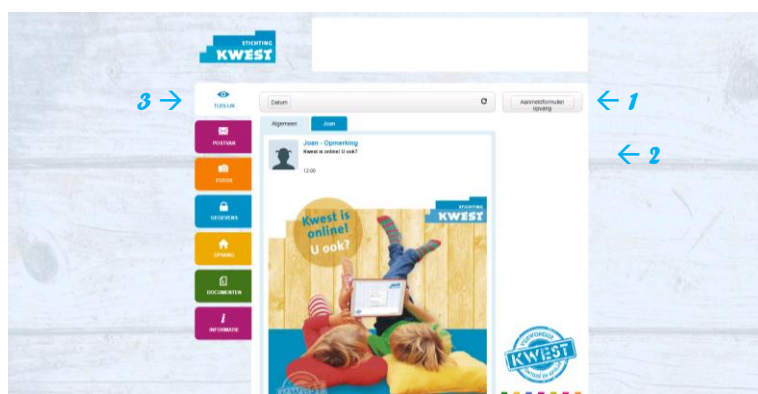 STICHTING
KWEST
3 →
← 1
← 2
TIJDLIJN
Datum
Aanmeldformulier
opvang
Algemeen
Joan
POSTVAK
Joan - Opmerking
Kwest is online! U ook?
12:00
FOTO'S
GEGEVENS
STICHTING
KWEST
Kwest is
online!
U ook?
OPVANG
DOCUMENTEN
INFORMATIE
KWEST
KWEST